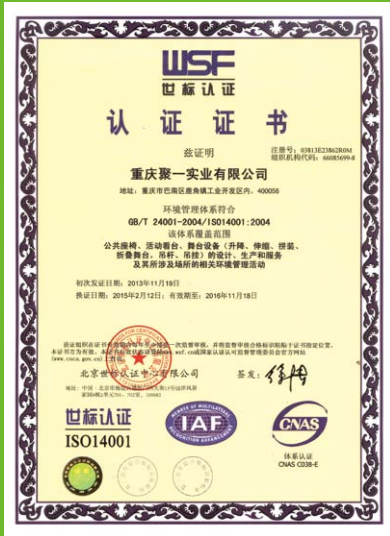 WSF
世标认证
认证证书
注册号：03813E23862R0M
组织机构代码：66085699-8
兹证明
重庆聚一实业有限公司
地址：重庆市巴南区鹿角镇工业开发区内，400056
环境管理体系符合
GB/T 24001-2004/ISO14001:2004
该体系覆盖范围
公共座椅、活动看台、舞台设备（升降、伸缩、拼装、
折叠舞台、吊杆、吊挂）的设计、生产和服务
及其所涉及场所的相关环境管理活动
初次发证日期：2013年11月19日
换证日期：2015年2月12日；有效期至：2016年11月18日
北京世标认证中心有限公司
签发：
世标认证
ISO14001
MEMBER OF MULTILATERAL
IAF
RECOGNITION ARRANGEMENT
CNAS
体系认证
CNAS C038-E